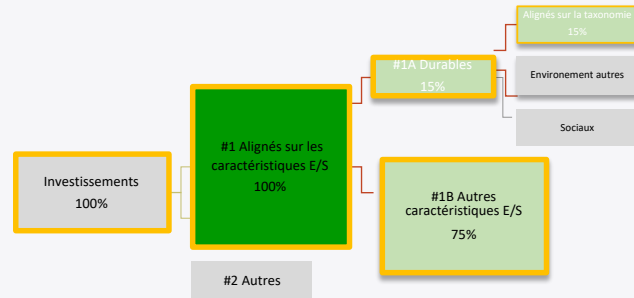 Investissements
100%
#1 Alignés sur les
caractéristiques E/S
100%
#2 Autres
#1A Durables
15%
#1B Autres
caractéristiques E/S
75%
Alignés sur la taxonomie
15%
Environement autres
Sociaux